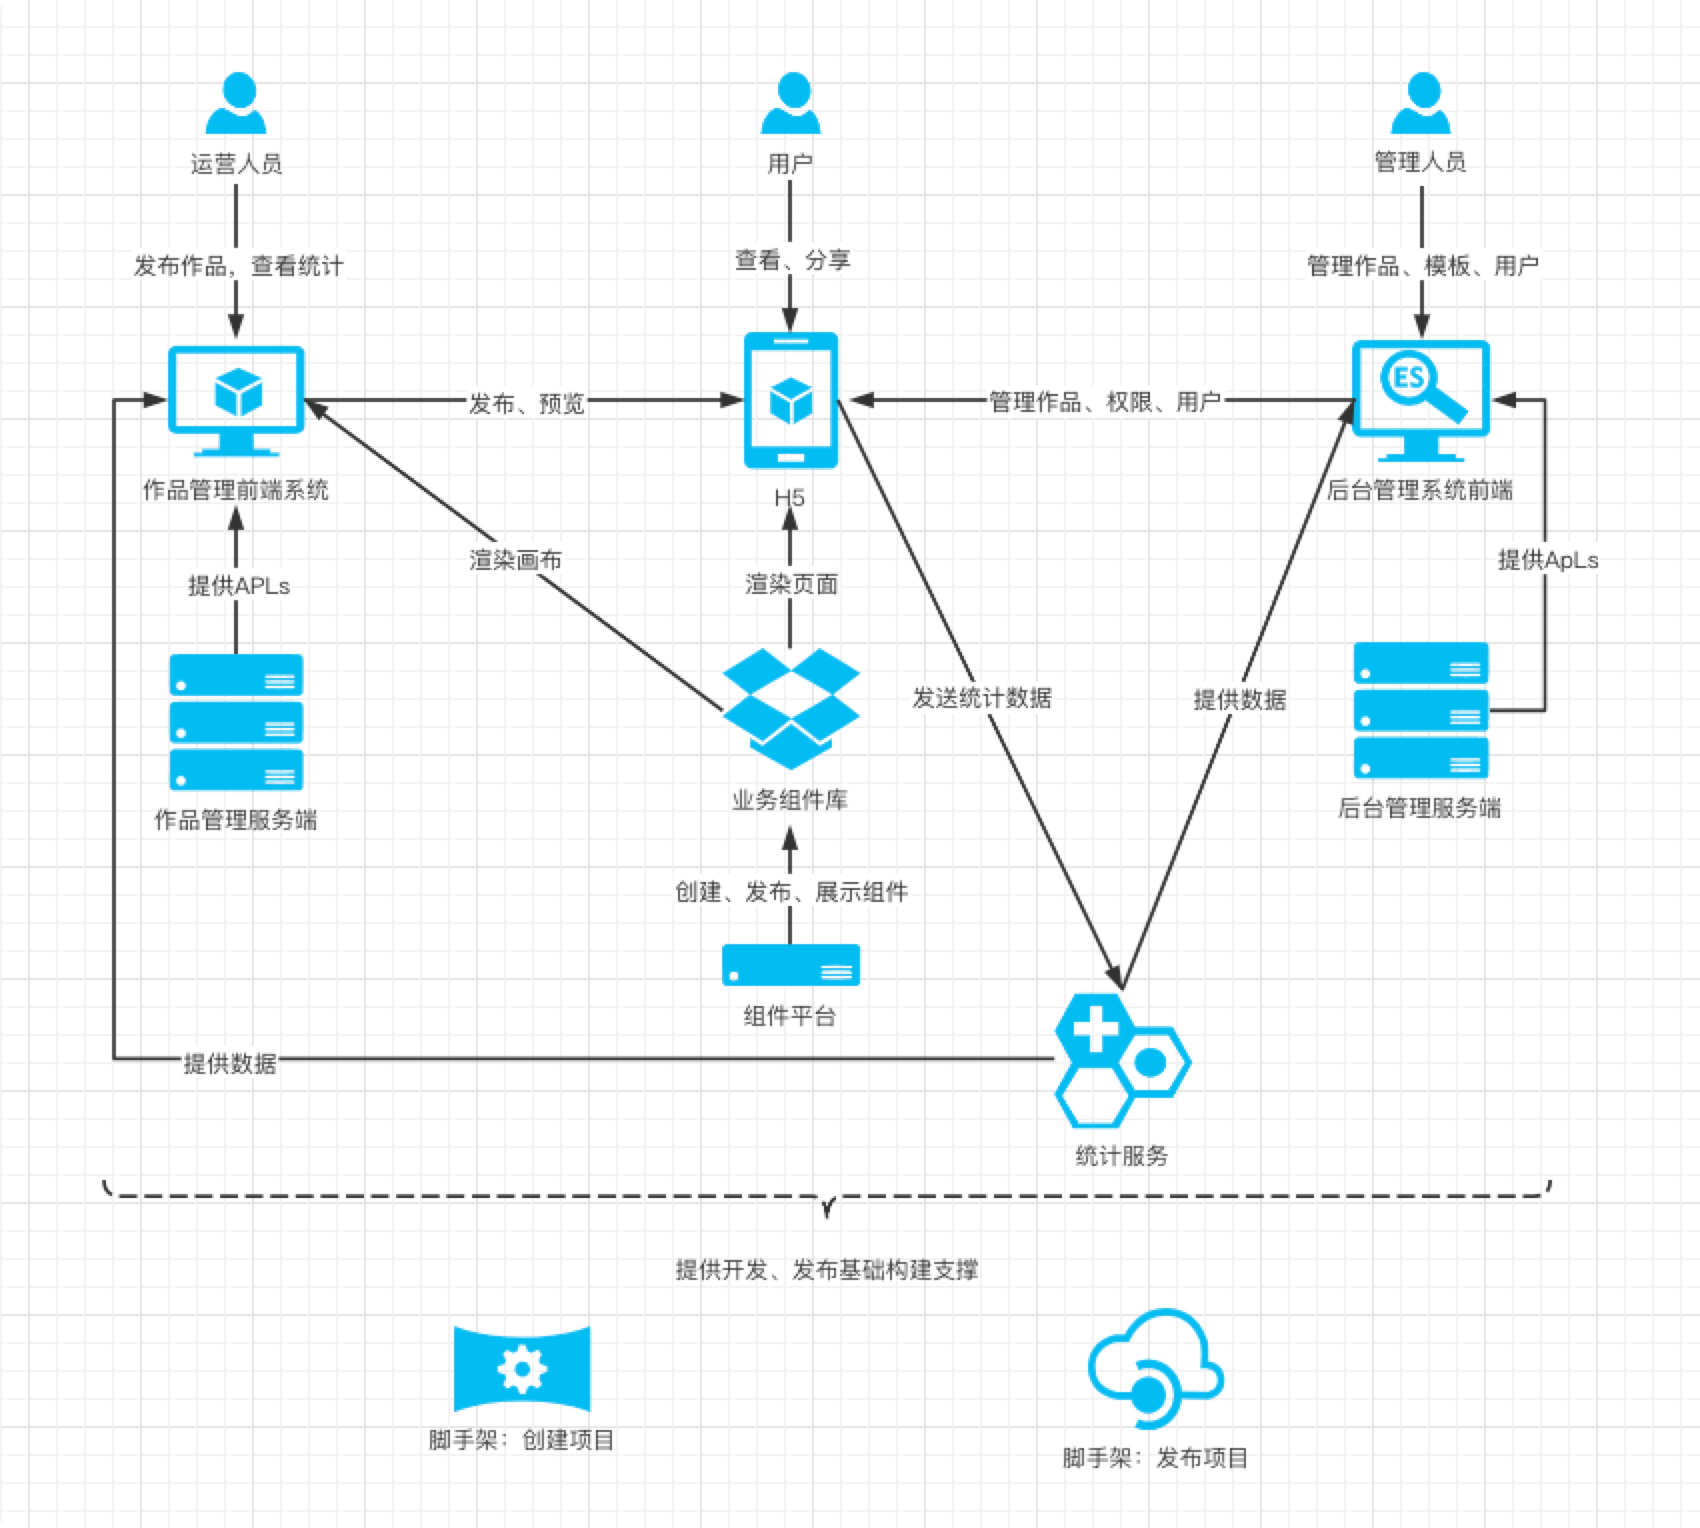 运营人员
用户
管理人员
发布作品，查看统计
查看、分享
管理作品、模板、用户
ES
发布、预览
管理作品、权限、用户
作品管理前端系统
H5
后台管理系统前端
渲染画布
提供ApLs
提供APLs
渲染页面
发送统计数据
提供数据
业务组件库
后台管理服务端
作品管理服务端
创建、发布、展示组件
组件平台
提供数据
统计服务
提供开发、发布基础构建支撑
脚手架：创建项目
脚手架：发布项目